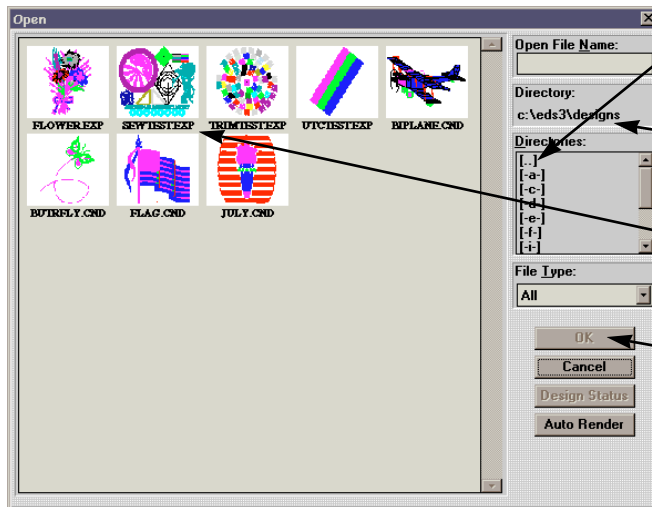 Open
FLOWER.EXP
SEWTEST.EXP
TRIMTEST.EXP
UTCTEST.EXP
BIPLANE.CND
BUTRFLY.CND
FLAG.CND
JULY.CND
Open File Name:
Directory:
c:\eds3\designs
Directories:
[..]
[-a-]
[-c-]
[-d-]
[-e-]
[-f-]
[-i-]
File Type:
All
OK
Cancel
Design Status
Auto Render